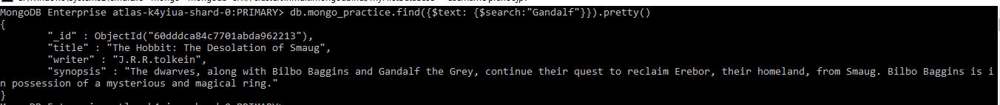 MongoDB Enterprise atlas-k4yiua-shard-0:PRIMARY> db.mongo_practice.find({$text: {$search:"Gandalf"}}).pretty()
{
"_id" : ObjectId("60dddca84c7701abda962213"),
"title" : "The Hobbit: The Desolation of Smaug",
"writer" : "J.R.R.tolkein",
"synopsis" : "The dwarves, along with Bilbo Baggins and Gandalf the Grey, continue their quest to reclaim Erebor, their homeland, from Smaug. Bilbo Baggins is i
n possession of a mysterious and magical ring."
}